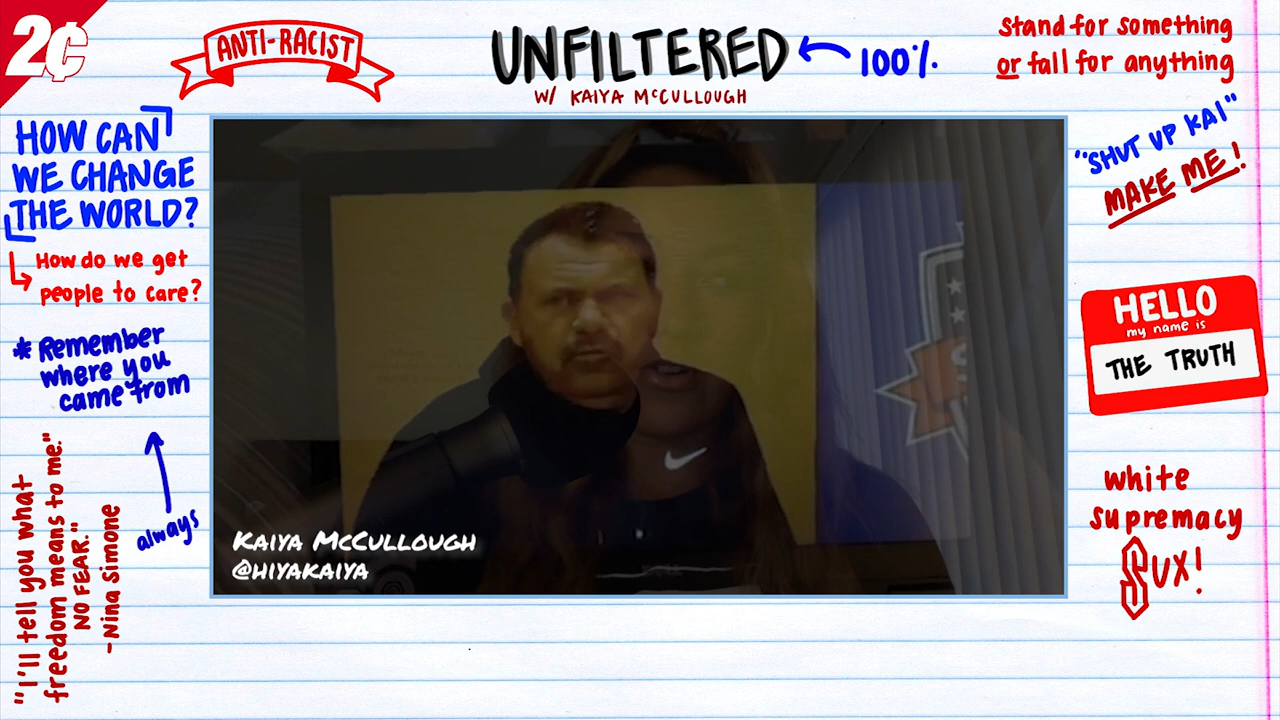 2¢
ANTI-RACIST
UNFILTERED
W/ KAIYA McCULLOUGH
100%
Stand for something
or fall for anything
HOW CAN
WE CHANGE
THE WORLD?
How do we get
people to care?
* Remember
where you
came from
always
"I'll tell you what
freedom means to me."
NO FEAR."
-Nina Simone
"SHUT UP KAI"
MAKE ME!
HELLO
my name is
THE TRUTH
white
supremacy
SUX!
KAIYA McCULLOUGH
@HIYAKAIYA